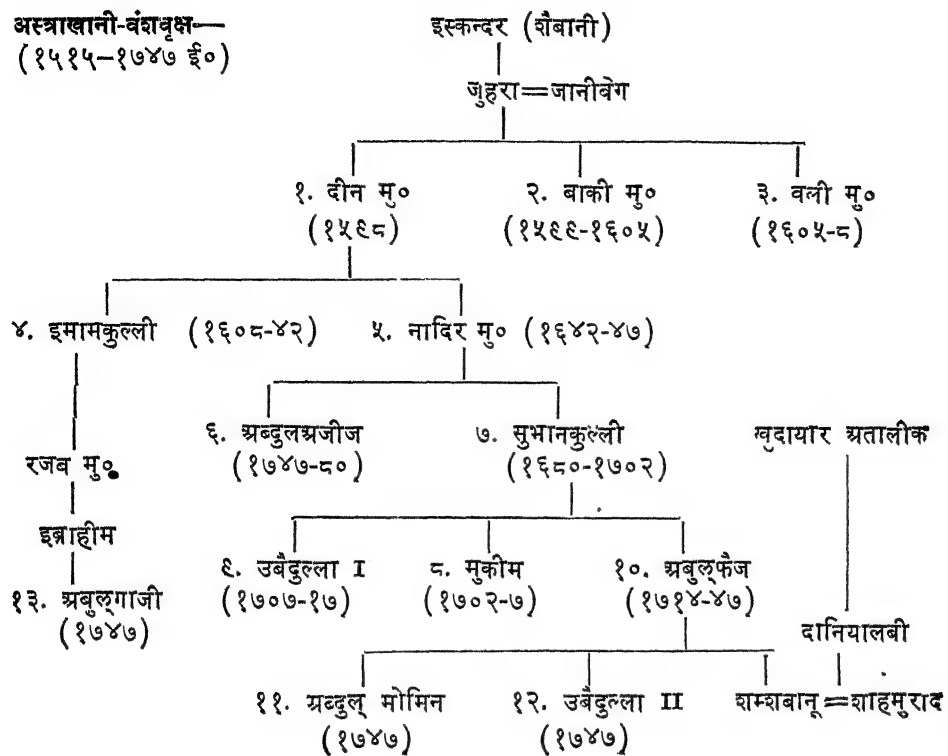 अस्त्राखानी-वंशवृक्ष—
(१५१५–१७४७ ई०)
इस्कन्दर (शैबानी)
जुहरा=जानीबेग
१. दीन मु० २. बाकी मु० ३. वली मु०
(१५९८) (१५९९-१६०५) (१६०५-८)
४. इमामकुल्ली (१६०८-४२) ५. नादिर मु० (१६४२-४७)
६. अब्दुलअजीज ७. सुभानकुल्ली खुदायार अतालीक
(१७४७-८०) (१६८०-१७०२)
रजब मु०
इब्राहीम
९. उबैदुल्ला I ८. मुकीम १०. अबुल्फैज
(१७०७-१७) (१७०२-७) (१७१४-४७)
१३. अबुल्गाजी
(१७४७)
दानियालबी
११. अब्दुल् मोमिन १२. उबैदुल्ला II शम्शबानू=शाहमुराद
(१७४७) (१७४७)